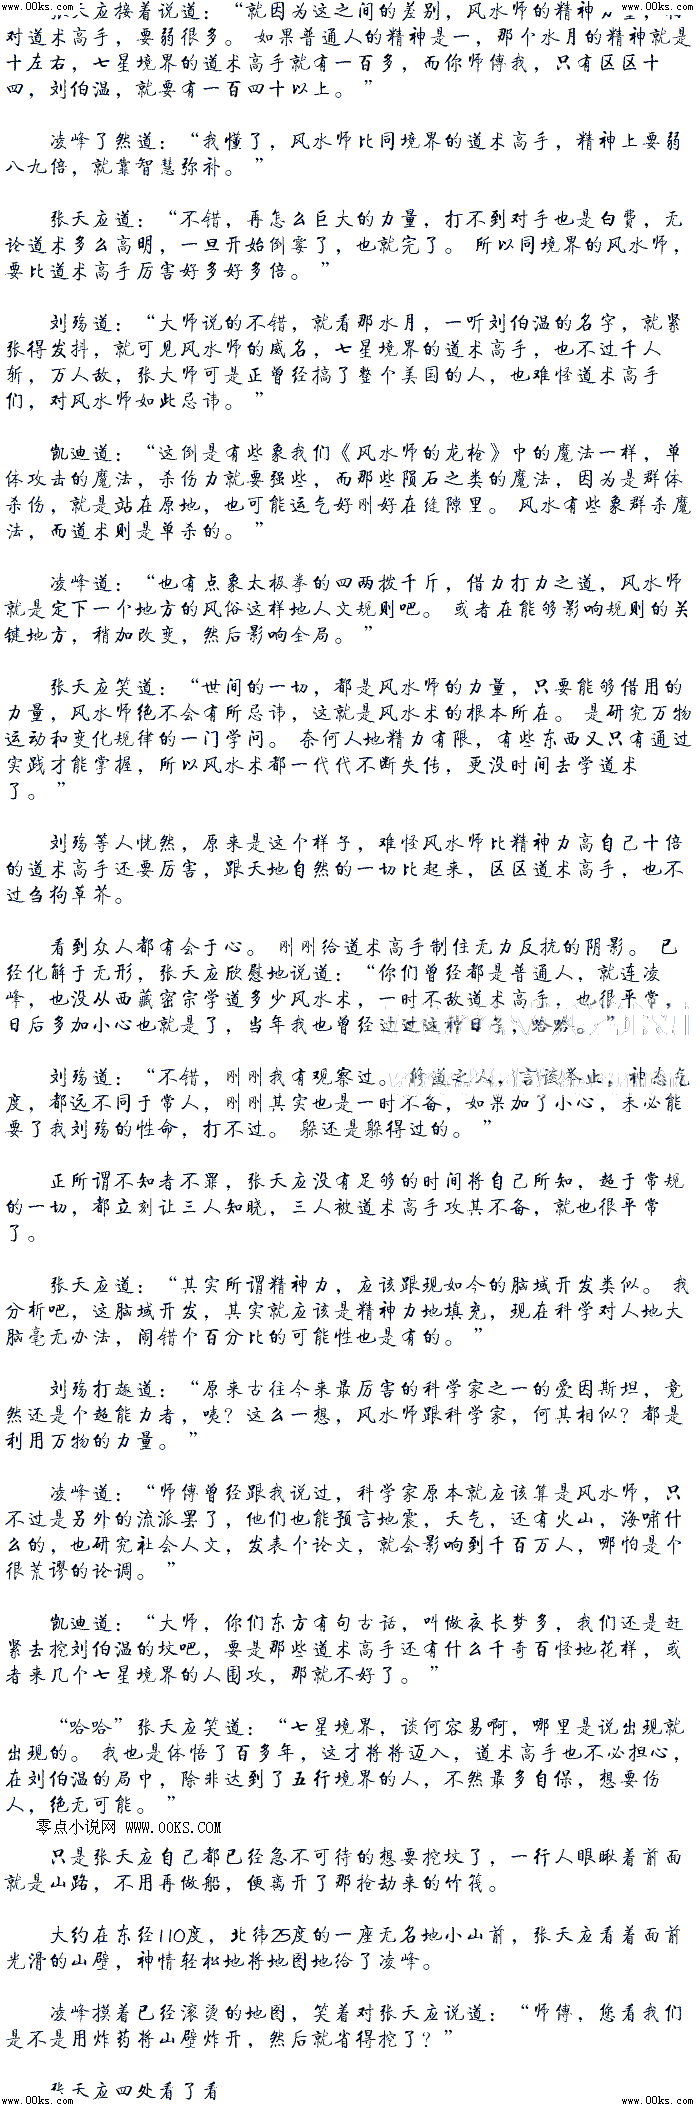 www.00ks.com www.00ks.com
张天应接着说道：“就因为这之间的差别，风水师的精神力量，
对道术高手，要弱很多。 如果普通人的精神是一，那个水月的精神就是
十左右，七星境界的道术高手就有一百多，而你师傅我，只有区区十
四，刘伯温，就要有一百四十以上。”
凌峰了然道：“我懂了，风水师比同境界的道术高手，精神上要弱
八九倍，就靠智慧弥补。”
张天应道：“不错，再怎么巨大的力量，打不到对手也是白费，无
论道术多么高明，一旦开始倒霉了，也就完了。 所以同境界的风水师，
要比道术高手厉害好多好多倍。”
刘殇道：“大师说的不错，就看那水月，一听刘伯温的名字，就紧
张得发抖，就可见风水师的威名，七星境界的道术高手，也不过千人
斩，万人敌，张大师可是正曾经搞了整个美国的人，也难怪道术高手
们，对风水师如此忌讳。”
凯迪道：“这倒是有些象我们《风水师的龙枪》中的魔法一样，单
体攻击的魔法，杀伤力就要强些，而那些陨石之类的魔法，因为是群体
杀伤，就是站在原地，也可能运气好刚好在缝隙里。 风水有些象群杀魔
法，而道术则是单杀的。”
凌峰道：“也有点象太极拳的四两拨千斤，借力打力之道，风水师
就是定下一个地方的风俗这样地人文规则吧。 或者在能够影响规则的关
键地方，稍加改变，然后影响全局。”
张天应笑道：“世间的一切，都是风水师的力量，只要能够借用的
力量，风水师绝不会有所忌讳，这就是风水术的根本所在。 是研究万物
运动和变化规律的一门学问。 奈何人地精力有限，有些东西又只有通过
实践才能掌握，所以风水术都一代代不断失传，更没时间去学道术
了。”
刘殇等人恍然，原来是这个样子，难怪风水师比精神力高自己十倍
的道术高手还要厉害，跟天地自然的一切比起来，区区道术高手，也不
过刍狗草芥。
看到众人都有会于心。 刚刚给道术高手制住无力反抗的阴影。 已
经化解于无形，张天应欣慰地说道：“你们曾经都是普通人，就连凌
峰，也没从西藏密宗学道多少风水术，一时不敌道术高手，也很平常，
日后多加小心也就是了，当年我也曾经过过这种日子，哈哈。”
刘殇道：“不错，刚刚我有观察过。 修道之人，言谈举止，神态气
度，都远不同于常人，刚刚其实也是一时不备，如果加了小心，未必能
要了我刘殇的性命，打不过。 躲还是躲得过的。”
正所谓不知者不罪，张天应没有足够的时间将自己所知，超于常规
的一切，都立刻让三人知晓，三人被道术高手攻其不备，就也很平常
了。
张天应道：“其实所谓精神力，应该跟现如今的脑域开发类似。 我
分析吧，这脑域开发，其实就应该是精神力地填充，现在科学对人地大
脑毫无办法，闹错个百分比的可能性也是有的。”
刘殇打趣道：“原来古往今来最厉害的科学家之一的爱因斯坦，竟
然还是个超能力者，咦？这么一想，风水师跟科学家，何其相似？都是
利用万物的力量。”
凌峰道：“师傅曾经跟我说过，科学家原本就应该算是风水师，只
不过是另外的流派罢了，他们也能预言地震，天气，还有火山，海啸什
么的，也研究社会人文，发表个论文，就会影响到千百万人，哪怕是个
很荒谬的论调。”
凯迪道：“大师，你们东方有句古话，叫做夜长梦多，我们还是赶
紧去挖刘伯温的坟吧，要是那些道术高手还有什么千奇百怪地花样，或
者来几个七星境界的人围攻，那就不好了。”
“哈哈”张天应笑道：“七星境界，谈何容易啊，哪里是说出现就
出现的。 我也是体悟了百多年，这才将将迈入，道术高手也不必担心，
在刘伯温的局中，除非达到了五行境界的人，不然最多自保，想要伤
人，绝无可能。”
零点小说网 www.00KS.COM
只是张天应自己都已经急不可待的想要挖坟了，一行人眼瞅着前面
就是山路，不用再做船，便离开了那抢劫来的竹筏。
大约在东经110度，北纬25度的一座无名地小山前，张天应看着面前
光滑的山壁，神情轻松地将地图地给了凌峰。
凌峰摸着已经滚烫的地图，笑着对张天应说道：“师傅，您看我们
是不是用炸药将山壁炸开，然后就省得挖了？”
张天应四处看了看
www.00ks.com www.00ks.com